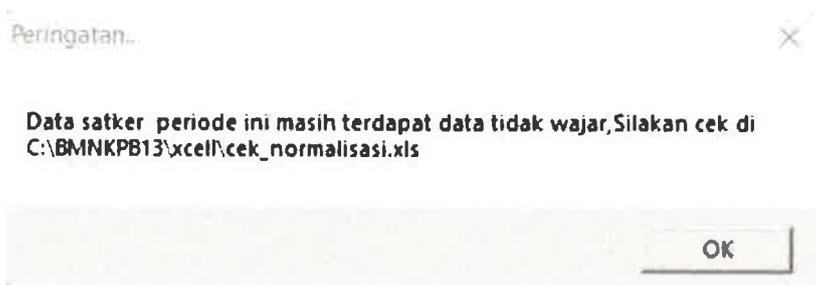 Peringatan..
Data satker periode ini masih terdapat data tidak wajar,Silakan cek di
C:\BMNKPB13\xcell\cek_normalisasi.xls
OK